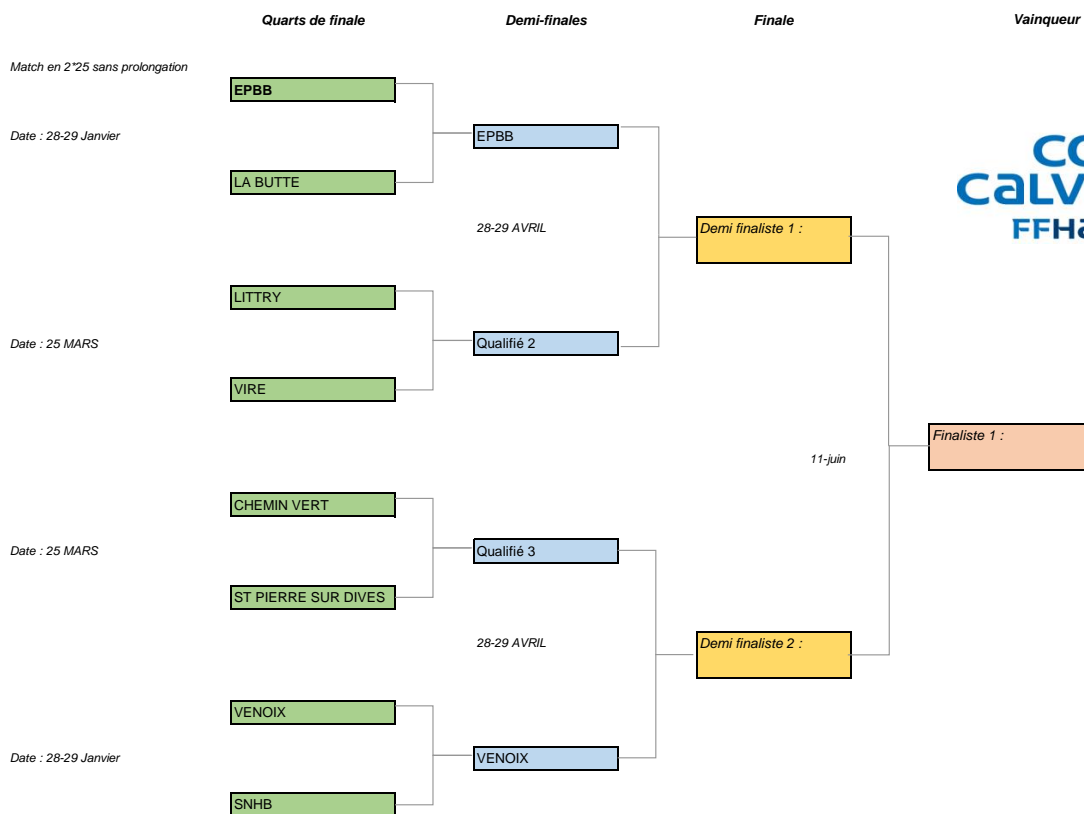 Quarts de finale
Demi-finales
Finale
Vainqueur
Match en 2*25 sans prolongation
EPBB
Date : 28-29 Janvier
EPBB
LA BUTTE
28-29 AVRIL
Demi finaliste 1 :
LITTRY
Date : 25 MARS
Qualifié 2
VIRE
Finaliste 1 :
11-juin
CHEMIN VERT
Date : 25 MARS
Qualifié 3
ST PIERRE SUR DIVES
28-29 AVRIL
Demi finaliste 2 :
VENOIX
Date : 28-29 Janvier
VENOIX
SNHB